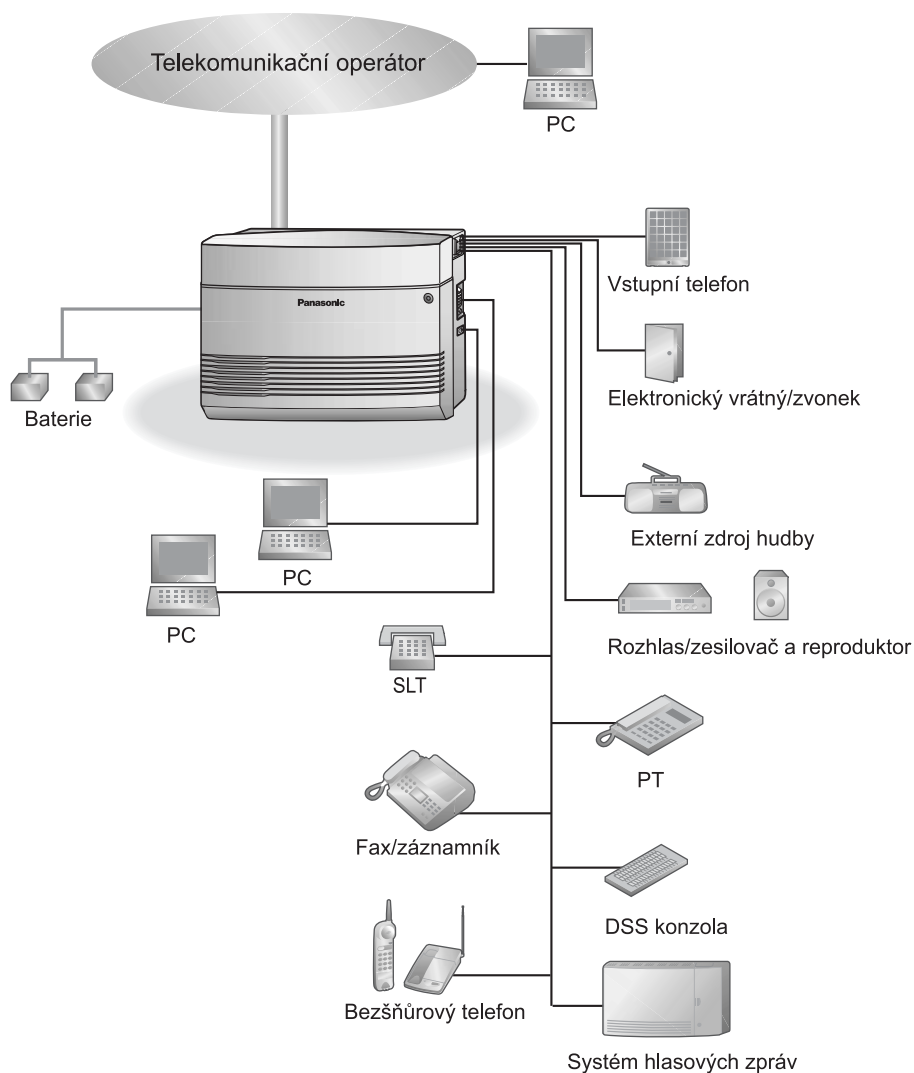 Telekomunikační operátor
PC
Vstupní telefon
Panasonic
Elektronický vrátný/zvonek
Baterie
Externí zdroj hudby
PC
PC
Rozhlas/zesilovač a reproduktor
SLT
PT
Fax/záznamník
DSS konzola
Bezšňůrový telefon
Systém hlasových zpráv